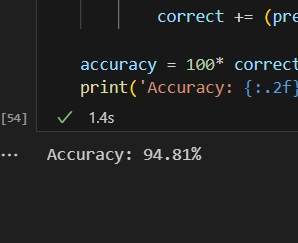 correct += (pre
accuracy = 100* correct
print('Accuracy: {:.2f}
[54] 1.4s
... Accuracy: 94.81%